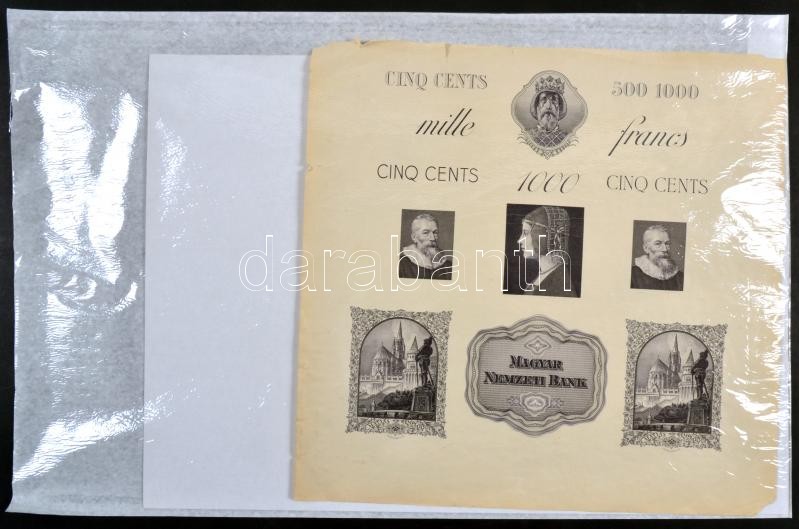 CINQ CENTS 500 1000
mille francs
CINQ CENTS 1000 CINQ CENTS
darabanth
MAGYAR
NEMZETI BANK